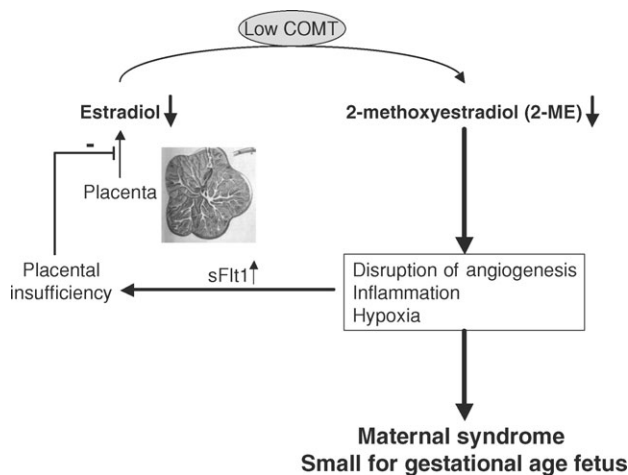 Low COMT
Estradiol
2-methoxyestradiol (2-ME)
-
Placenta
Placental
insufficiency
sFlt1
Disruption of angiogenesis
Inflammation
Hypoxia
Maternal syndrome
Small for gestational age fetus